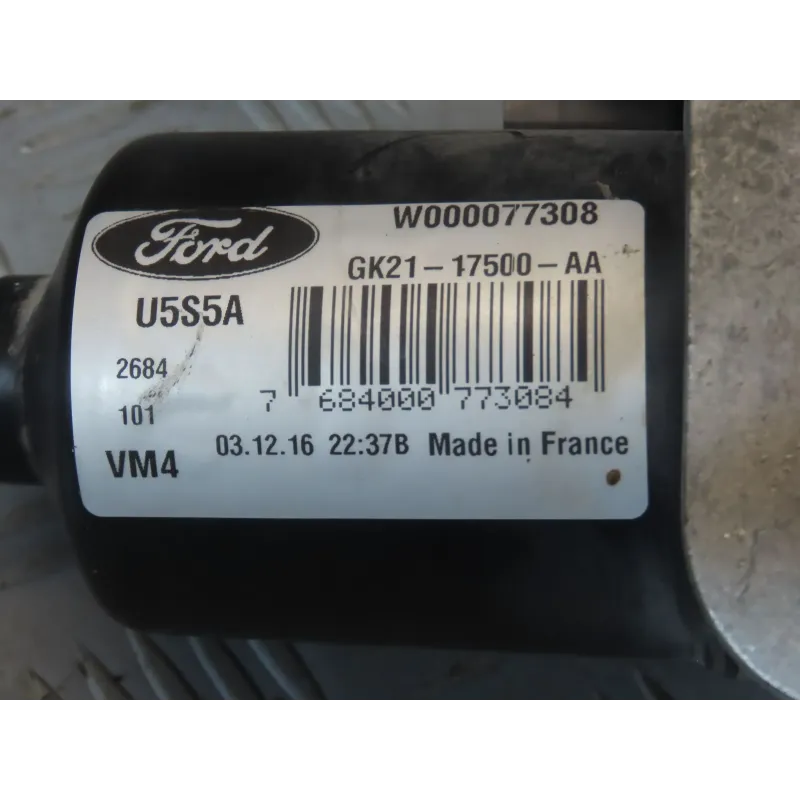 Ford
W000077308
GK21-17500-AA
U5S5A
2684
7 684000 773084
101
VM4
03.12.16 22:37B Made in France